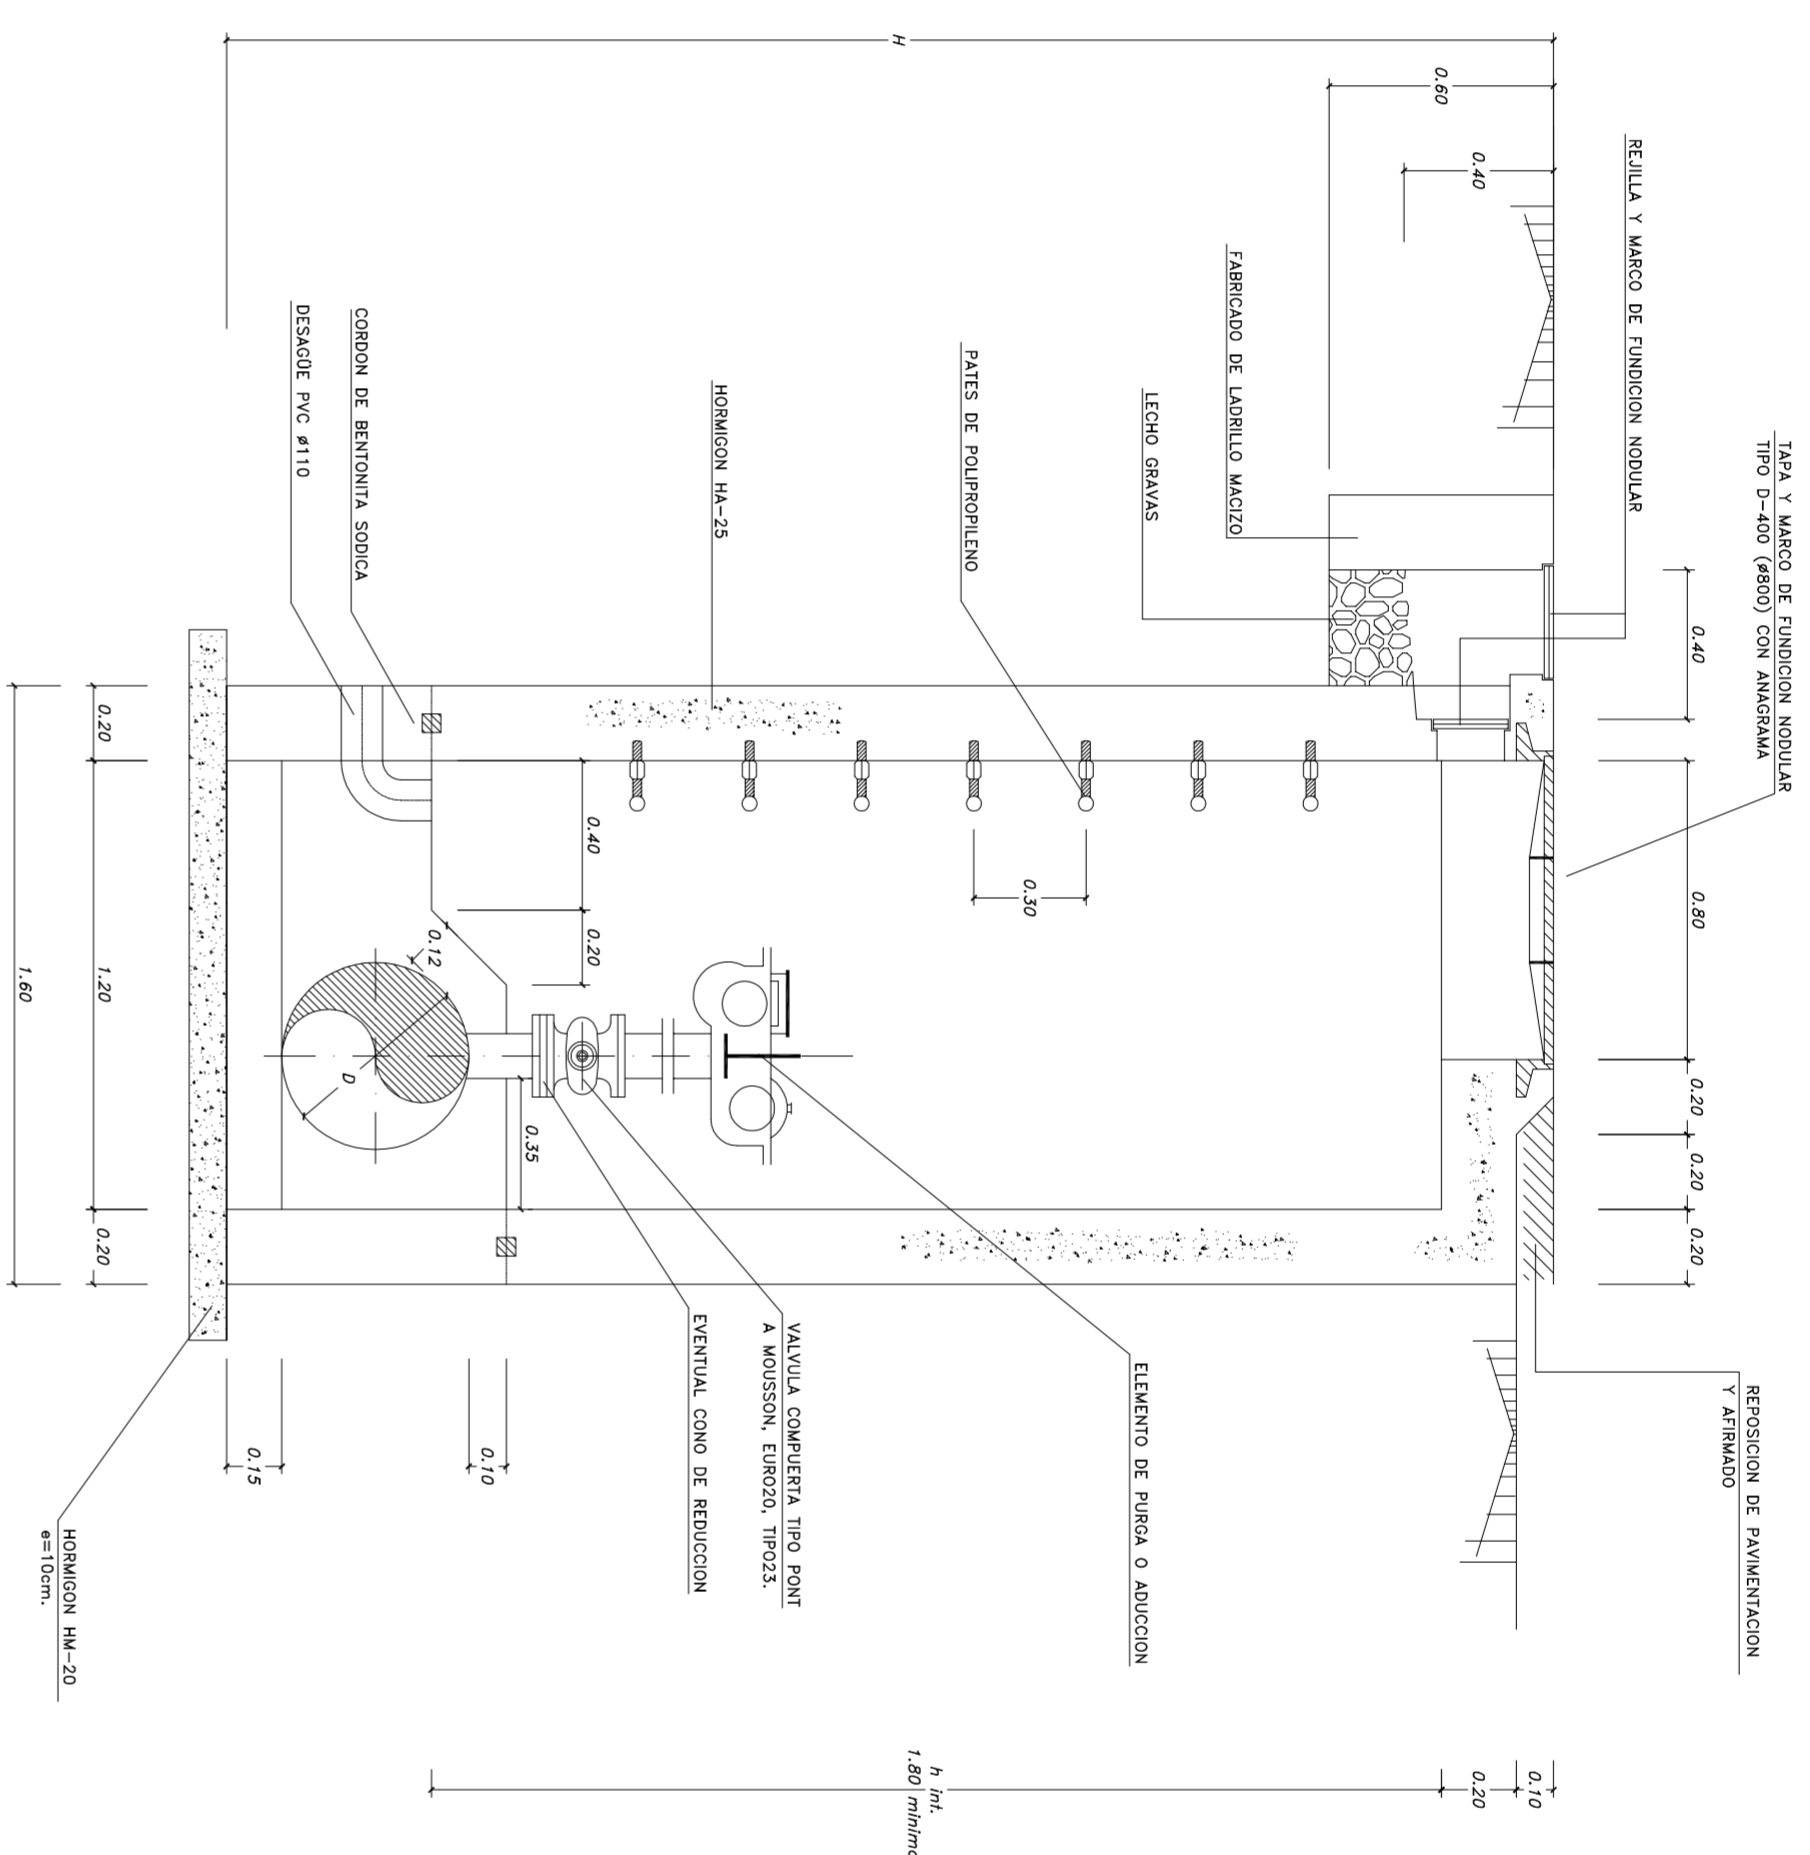 TAPA Y MARCO DE FUNDICION NODULAR
TIPO D-400 (ø800) CON ANAGRAMA
REPOSICION DE PAVIMENTACION
Y AFIRMADO
0.40
0.80
0.20
0.20
0.20
REJILLA Y MARCO DE FUNDICION NODULAR
0.10
0.20
0.40
0.60
FABRICADO DE LADRILLO MACIZO
LECHO GRAVAS
ELEMENTO DE PURGA O ADUCCION
0.30
PATES DE POLIPROPILENO
H
h int.
1.80 minimo
VALVULA COMPUERTA TIPO PONT
A MOUSSON, EURO20, TIPO23.
HORMIGON HA-25
EVENTUAL CONO DE REDUCCION
0.40
0.20
0.35
0.12
0.10
D
CORDON DE BENTONITA SODICA
DESAGÜE PVC ø110
0.15
0.20
1.20
0.20
HORMIGON HM-20
e=10cm.
1.60